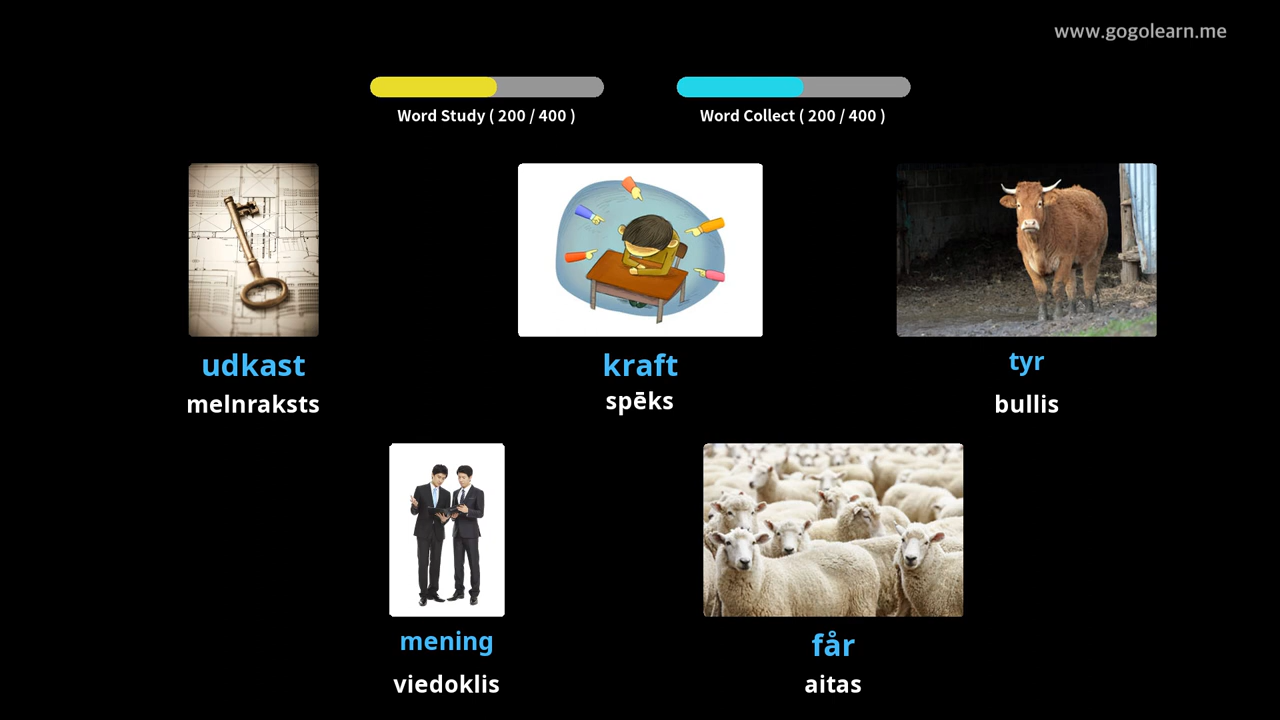 www.gogolearn.me
Word Study ( 200 / 400 )
Word Collect ( 200 / 400 )
udkast
melnraksts
kraft
spēks
tyr
bullis
mening
viedoklis
får
aitas